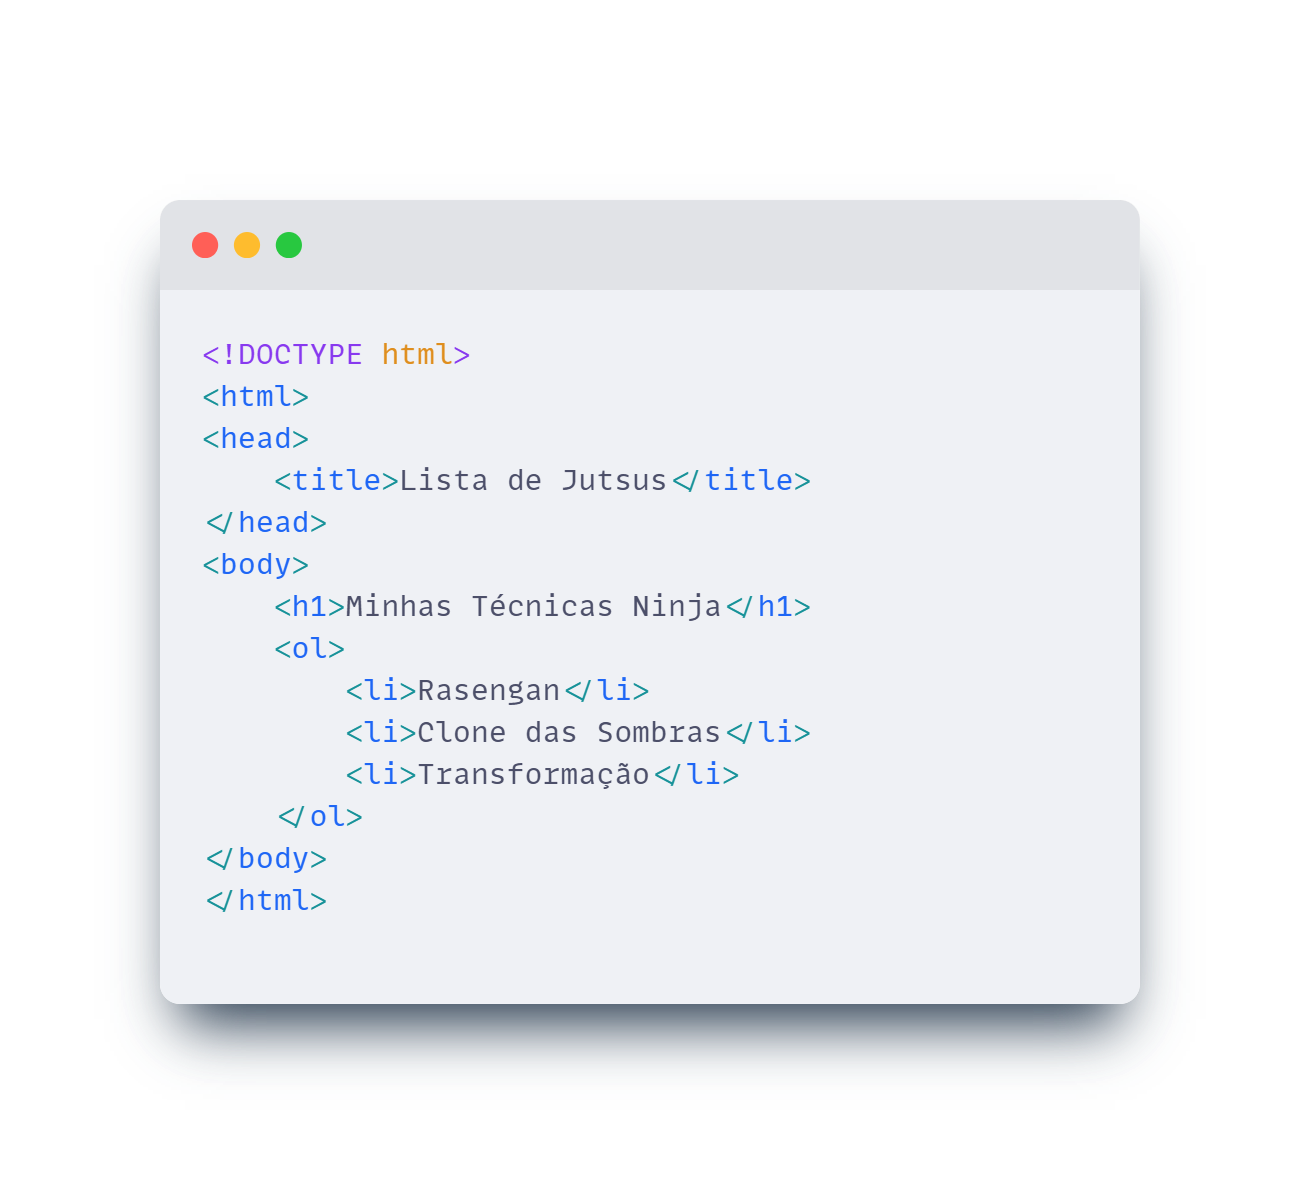 <!DOCTYPE html>
<html>
<head>
    <title>Lista de Jutsus</title>
</head>
<body>
    <h1>Minhas Técnicas Ninja</h1>
    <ol>
        <li>Rasengan</li>
        <li>Clone das Sombras</li>
        <li>Transformação</li>
    </ol>
</body>
</html>